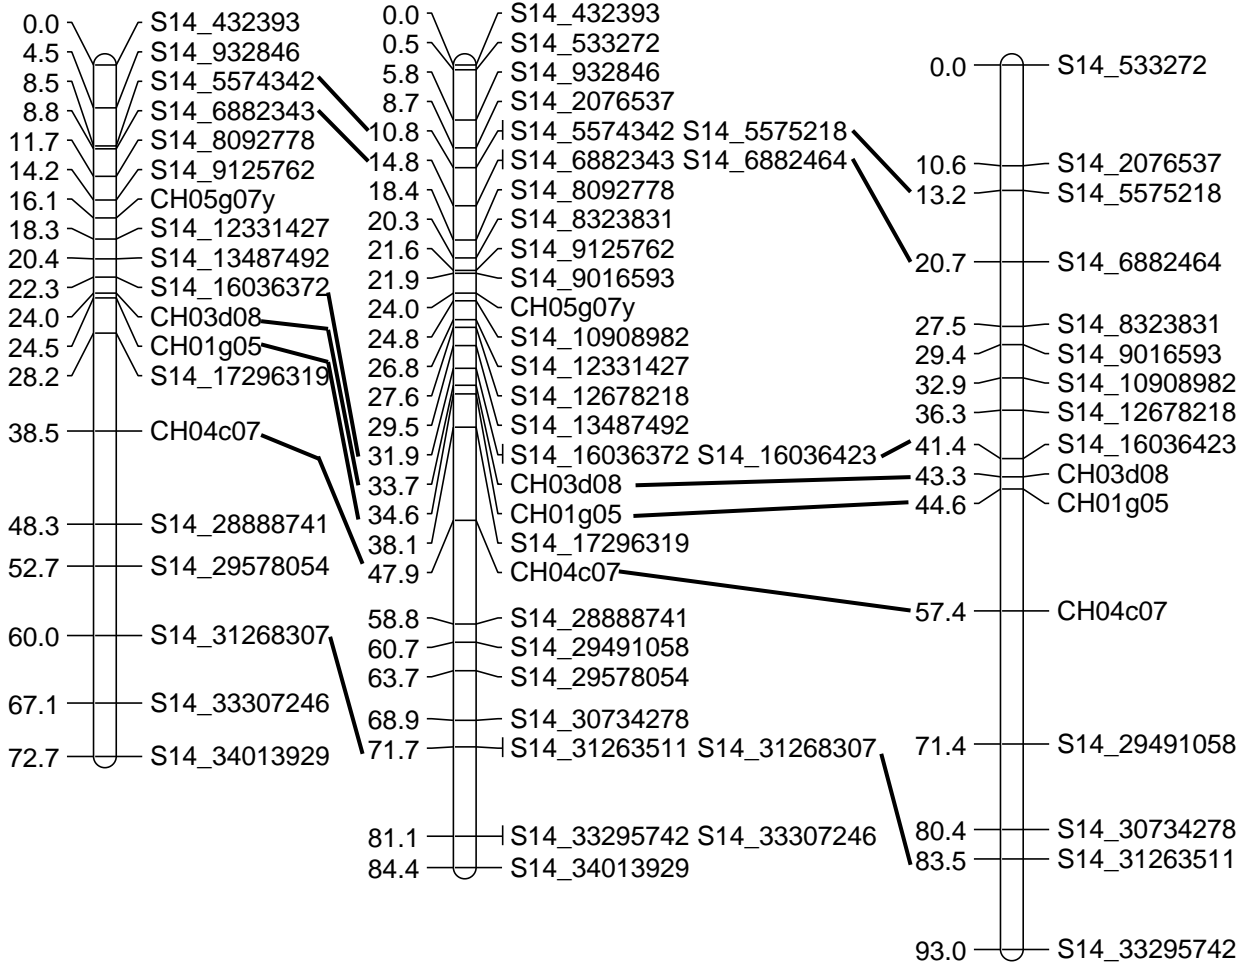 0.0 S14_432393
4.5 S14_932846
8.5 S14_5574342
8.8 S14_6882343
11.7 S14_8092778
14.2 S14_9125762
16.1 CH05g07y
18.3 S14_12331427
20.4 S14_13487492
22.3 S14_16036372
24.0 CH03d08
24.5 CH01g05
28.2 S14_17296319
38.5 CH04c07
48.3 S14_28888741
52.7 S14_29578054
60.0 S14_31268307
67.1 S14_33307246
72.7 S14_34013929
0.0 S14_432393
0.5 S14_533272
5.8 S14_932846
8.7 S14_2076537
10.8 S14_5574342 S14_5575218
14.8 S14_6882343 S14_6882464
18.4 S14_8092778
20.3 S14_8323831
21.6 S14_9125762
21.9 S14_9016593
24.0 CH05g07y
24.8 S14_10908982
26.8 S14_12331427
27.6 S14_12678218
29.5 S14_13487492
31.9 S14_16036372 S14_16036423
33.7 CH03d08
34.6 CH01g05
38.1 S14_17296319
47.9 CH04c07
58.8 S14_28888741
60.7 S14_29491058
63.7 S14_29578054
68.9 S14_30734278
71.7 S14_31263511 S14_31268307
81.1 S14_33295742 S14_33307246
84.4 S14_34013929
0.0 S14_533272
10.6 S14_2076537
13.2 S14_5575218
20.7 S14_6882464
27.5 S14_8323831
29.4 S14_9016593
32.9 S14_10908982
36.3 S14_12678218
41.4 S14_16036423
43.3 CH03d08
44.6 CH01g05
57.4 CH04c07
71.4 S14_29491058
80.4 S14_30734278
83.5 S14_31263511
93.0 S14_33295742